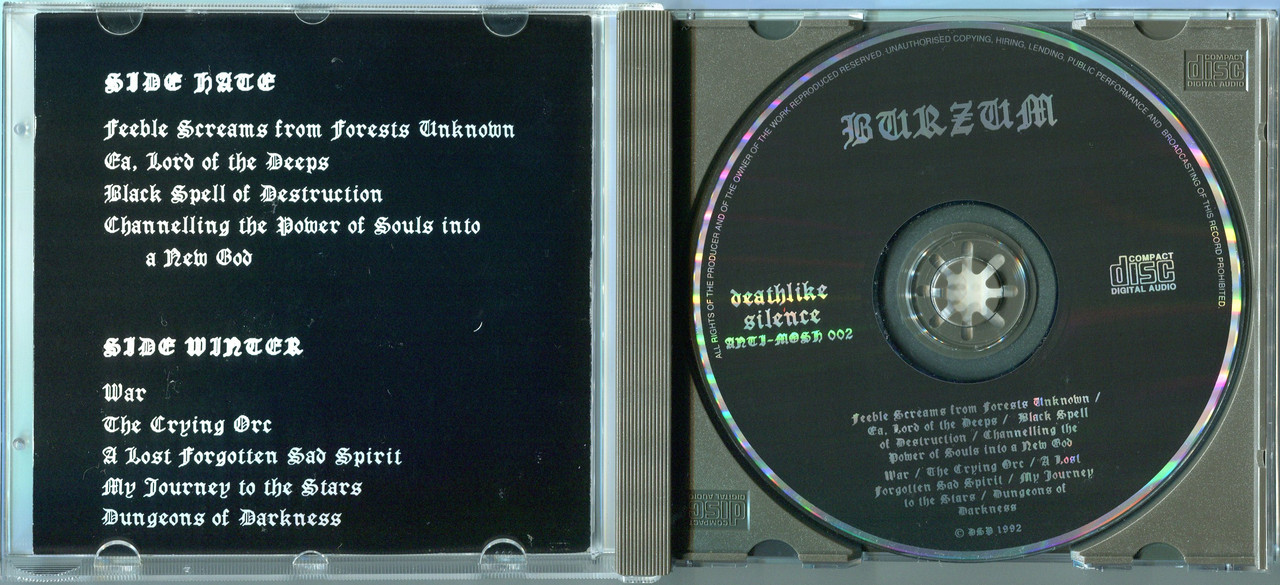 SIDE HATE
Feeble Screams from Forests Unknown
Ea, Lord of the Deeps
Black Spell of Destruction
Channelling the Power of Souls into
a New God
SIDE WINTER
War
The Crying Orc
A Lost Forgotten Sad Spirit
My Journey to the Stars
Dungeons of Darkness
ALL RIGHTS OF THE PRODUCER AND OF THE OWNER OF THE WORK REPRODUCED RESERVED. UNAUTHORISED COPYING, HIRING, LENDING, PUBLIC PERFORMANCE AND BROADCASTING OF THIS RECORD PROHIBITED.
BURZUM
COMPACT
disc
DIGITAL AUDIO
COMPACT
disc
DIGITAL AUDIO
deathlike
silence
ANTI-MOSH 002
Feeble Screams from Forests Unknown /
Ea, Lord of the Deeps / Black Spell
of Destruction / Channelling the
Power of Souls into a New God
War / The Crying Orc / A Lost
Forgotten Sad Spirit / My Journey
to the Stars / Dungeons of
Darkness
© DSP 1992
COMPACT
disc
DIGITAL AUDIO